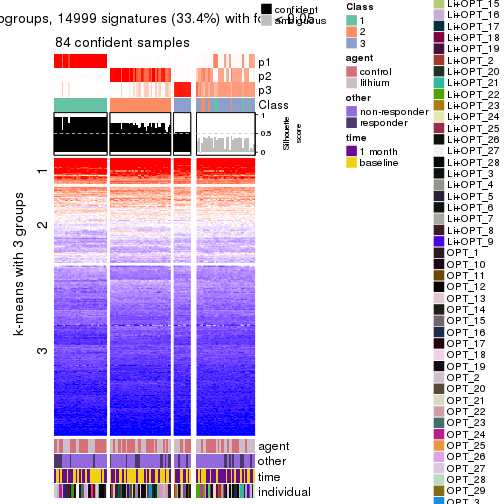 ogroups, 14999 signatures (33.4%) with fd
confident
ambiguous
84 confident samples
p1
p2
p3
Class
1
0.5
0
Silhouette
score
1
2
3
k-means with 3 groups
agent
other
time
individual
Class
1
2
3
agent
control
lithium
other
non-responder
responder
time
1 month
baseline
Li+OPT_15
Li+OPT_16
Li+OPT_17
Li+OPT_18
Li+OPT_19
Li+OPT_2
Li+OPT_20
Li+OPT_21
Li+OPT_22
Li+OPT_23
Li+OPT_24
Li+OPT_25
Li+OPT_26
Li+OPT_27
Li+OPT_28
Li+OPT_3
Li+OPT_4
Li+OPT_5
Li+OPT_6
Li+OPT_7
Li+OPT_8
Li+OPT_9
OPT_1
OPT_10
OPT_11
OPT_12
OPT_13
OPT_14
OPT_15
OPT_16
OPT_17
OPT_18
OPT_19
OPT_2
OPT_20
OPT_21
OPT_22
OPT_23
OPT_24
OPT_25
OPT_26
OPT_27
OPT_28
OPT_29